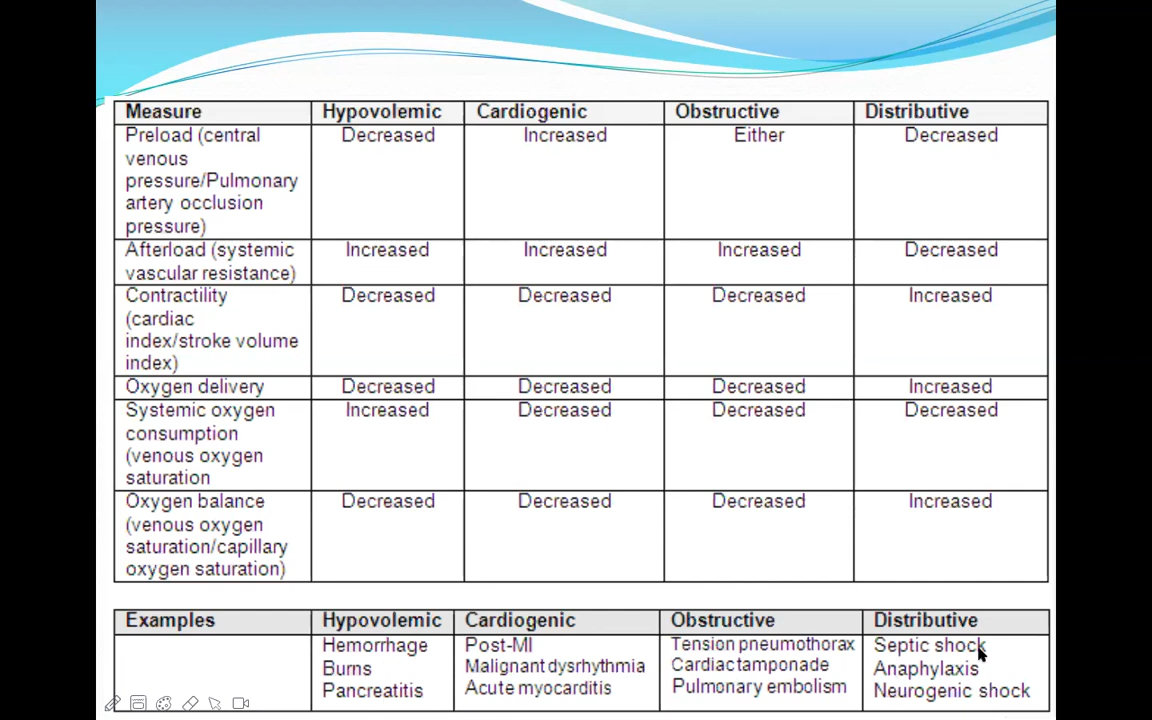 Measure Hypovolemic Cardiogenic Obstructive Distributive
Preload (central Decreased Increased Either Decreased
venous
pressure/Pulmonary
artery occlusion
pressure)
Afterload (systemic Increased Increased Increased Decreased
vascular resistance)
Contractility Decreased Decreased Decreased Increased
(cardiac
index/stroke volume
index)
Oxygen delivery Decreased Decreased Decreased Increased
Systemic oxygen Increased Decreased Decreased Decreased
consumption
(venous oxygen
saturation
Oxygen balance Decreased Decreased Decreased Increased
(venous oxygen
saturation/capillary
oxygen saturation)
Examples Hypovolemic Cardiogenic Obstructive Distributive
Hemorrhage Post-MI Tension pneumothorax Septic shock
Burns Malignant dysrhythmia Cardiac tamponade Anaphylaxis
Pancreatitis Acute myocarditis Pulmonary embolism Neurogenic shock